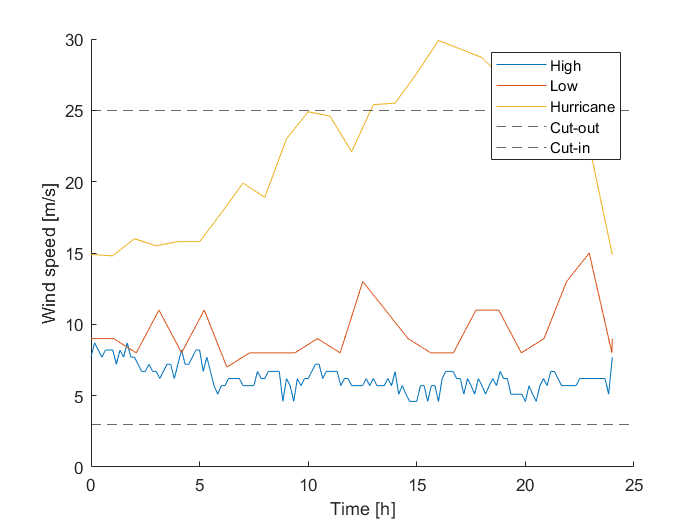 30
25
20
15
10
5
0
Wind speed [m/s]
High
Low
Hurricane
Cut-out
Cut-in
0 5 10 15 20 25
Time [h]